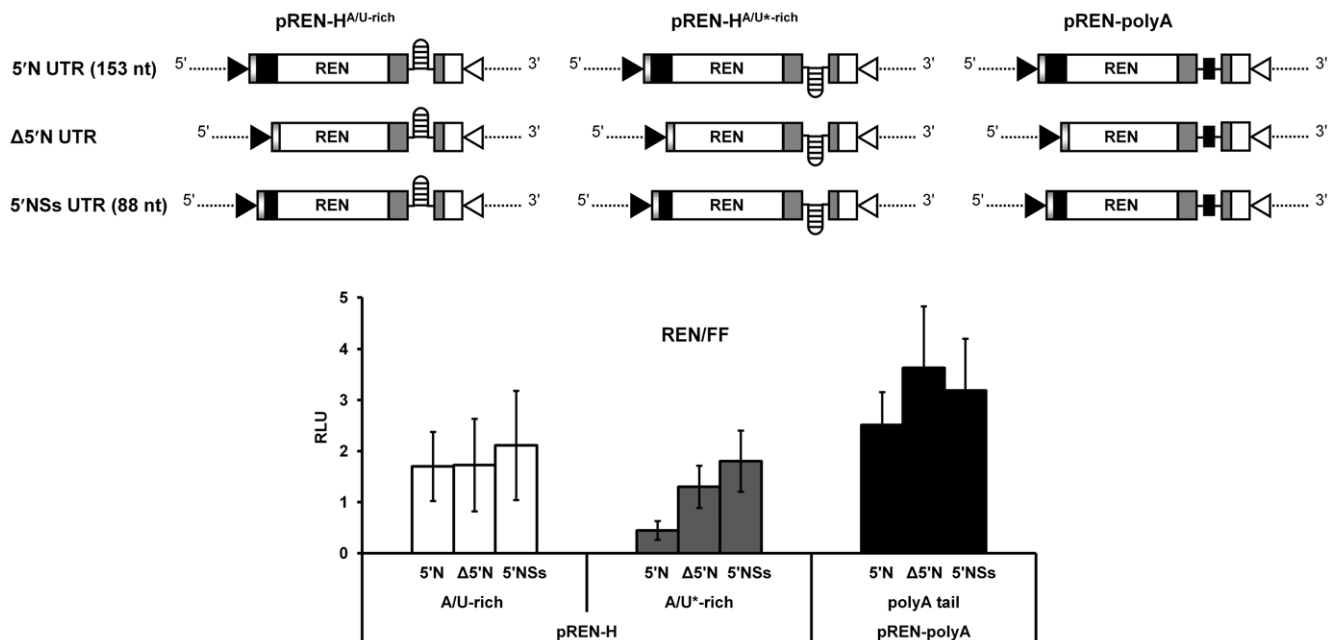 pREN-H^A/U-rich pREN-H^A/U*-rich pREN-polyA
5'N UTR (153 nt) 5' REN 3' 5' REN 3' 5' REN 3'
Δ5'N UTR 5' REN 3' 5' REN 3' 5' REN 3'
5'NSs UTR (88 nt) 5' REN 3' 5' REN 3' 5' REN 3'
REN/FF
RLU
5
4
3
2
1
0
5'N Δ5'N 5'NSs 5'N Δ5'N 5'NSs 5'N Δ5'N 5'NSs
A/U-rich A/U*-rich polyA tail
pREN-H pREN-polyA